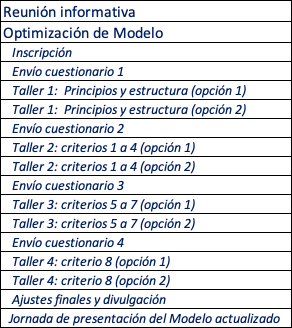 Reunión informativa
Optimización de Modelo
Inscripción
Envío cuestionario 1
Taller 1:  Principios y estructura (opción 1)
Taller 1:  Principios y estructura (opción 2)
Envío cuestionario 2
Taller 2: criterios 1 a 4 (opción 1)
Taller 2: criterios 1 a 4 (opción 2)
Envío cuestionario 3
Taller 3: criterios 5 a 7 (opción 1)
Taller 3: criterios 5 a 7 (opción 2)
Envío cuestionario 4
Taller 4: criterio 8 (opción 1)
Taller 4: criterio 8 (opción 2)
Ajustes finales y divulgación
Jornada de presentación del Modelo actualizado